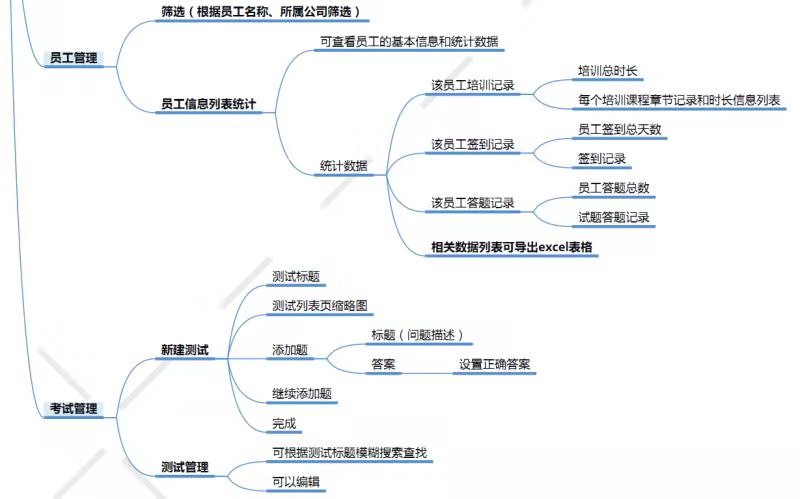 筛选（根据员工名称、所属公司筛选）
员工管理
可查看员工的基本信息和统计数据
员工信息列表统计
培训总时长
该员工培训记录
每个培训课程章节记录和时长信息列表
员工签到总天数
该员工签到记录
签到记录
统计数据
员工答题总数
该员工答题记录
试题答题记录
相关数据列表可导出excel表格
测试标题
测试列表页缩略图
标题（问题描述）
新建测试
添加题
答案
设置正确答案
继续添加题
考试管理
完成
可根据测试标题模糊搜索查找
测试管理
可以编辑